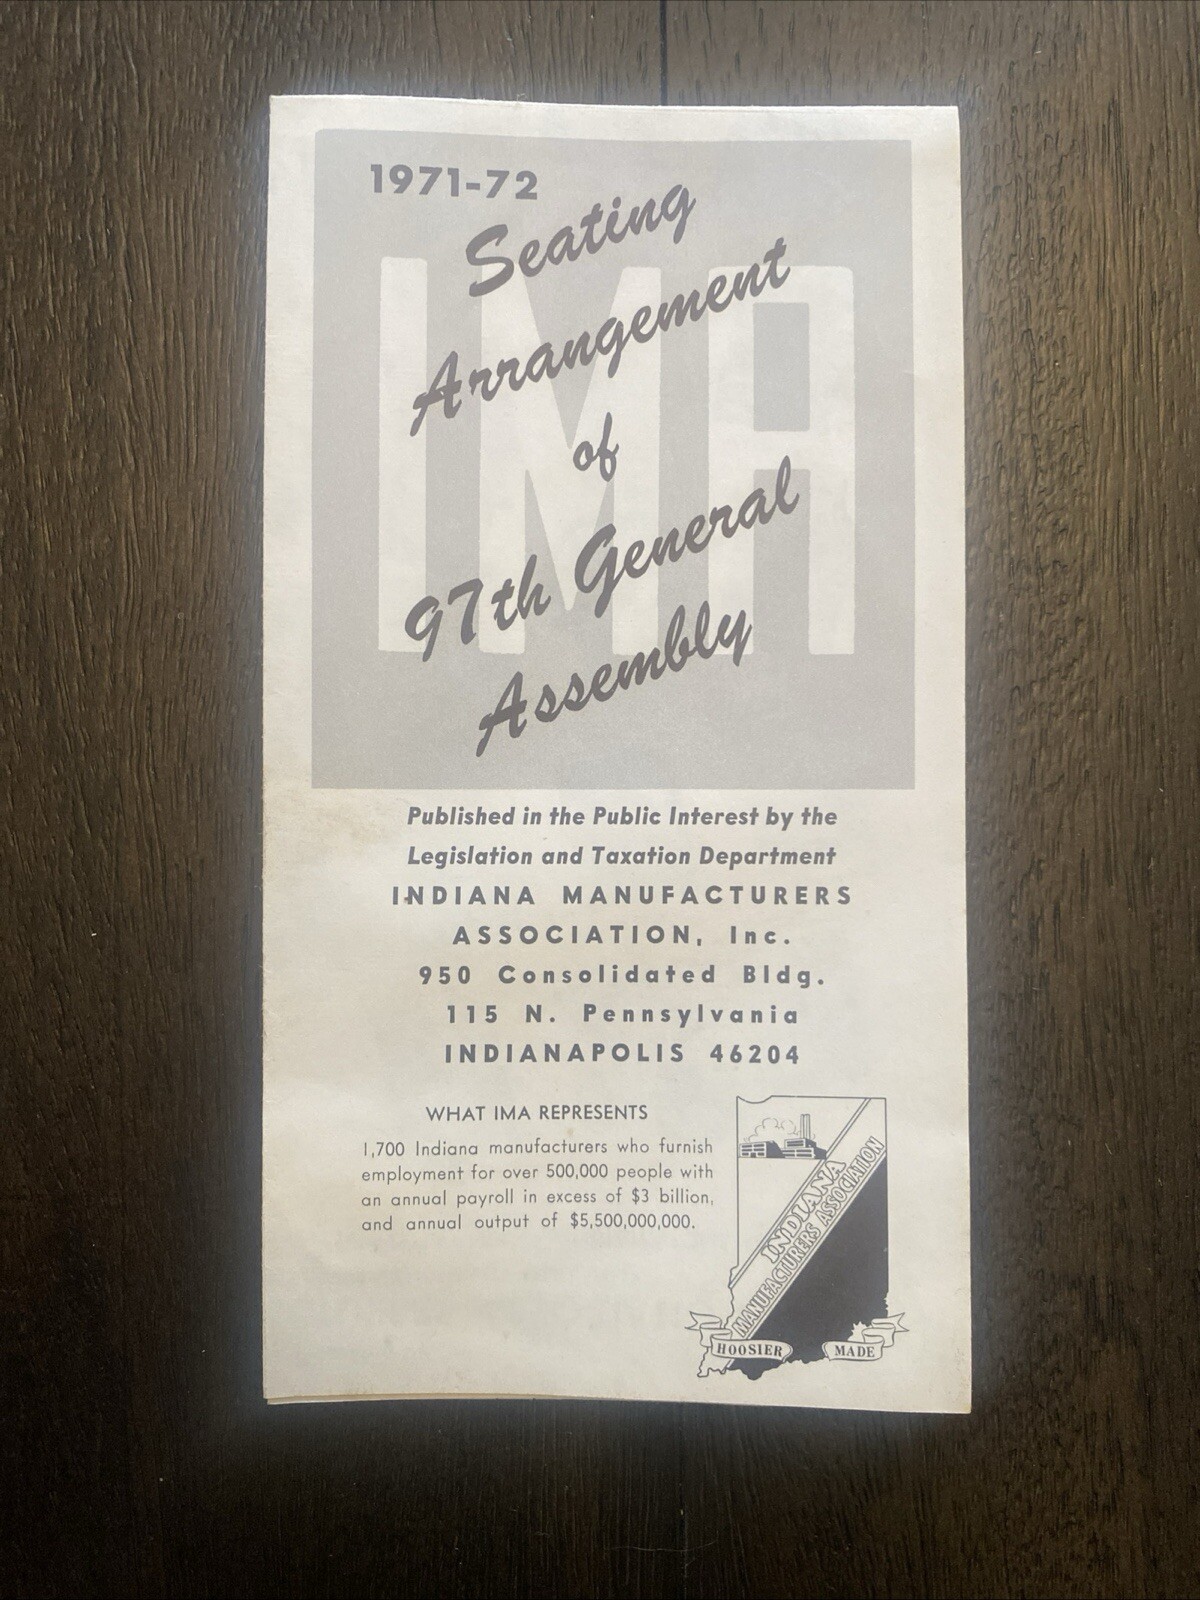 1971-72
IMA
Seating
Arrangement
of
97th General
Assembly
Published in the Public Interest by the
Legislation and Taxation Department
INDIANA MANUFACTURERS
ASSOCIATION, Inc.
950 Consolidated Bldg.
115 N. Pennsylvania
INDIANAPOLIS 46204
WHAT IMA REPRESENTS
1,700 Indiana manufacturers who furnish
employment for over 500,000 people with
an annual payroll in excess of $3 billion,
and annual output of $5,500,000,000.
INDIANA
MANUFACTURERS ASSOCIATION
HOOSIER MADE